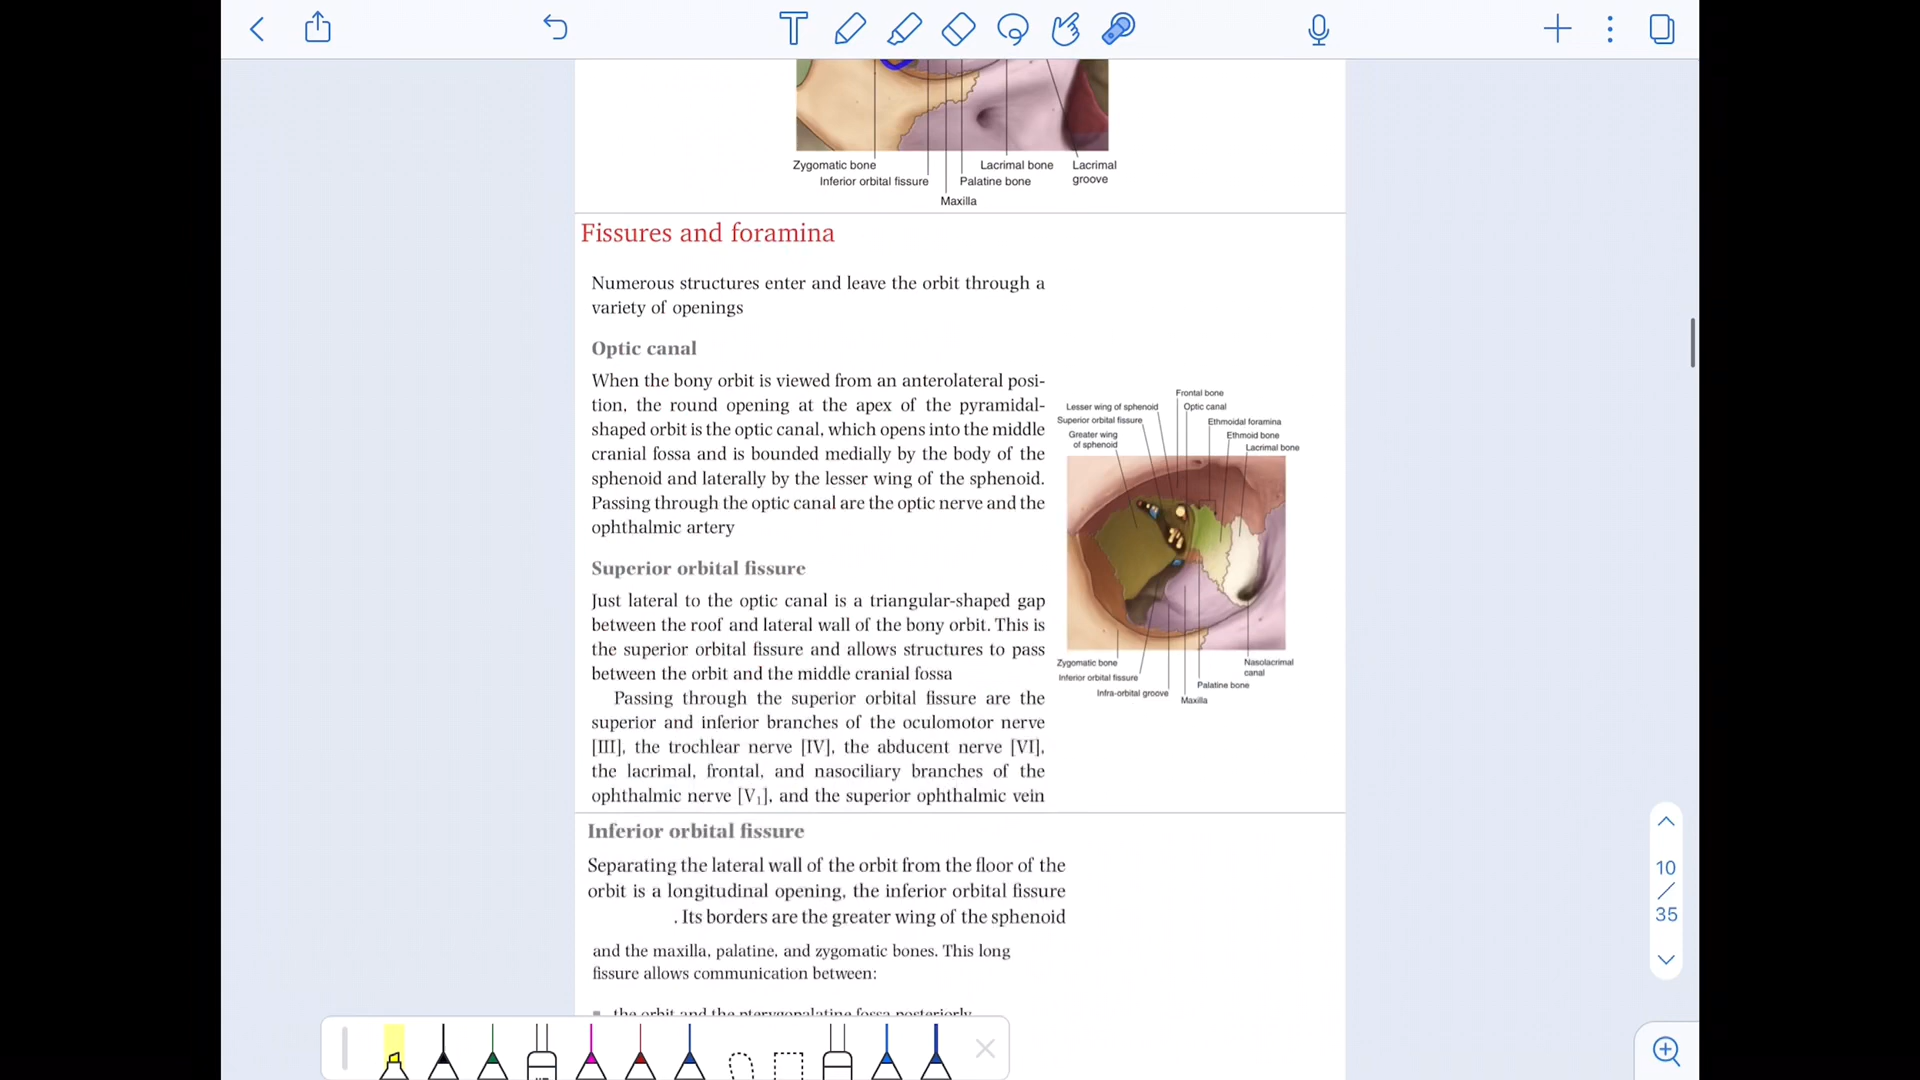 Zygomatic bone
Lacrimal bone
Lacrimal
groove
Inferior orbital fissure
Palatine bone
Maxilla
Fissures and foramina
Numerous structures enter and leave the orbit through a
variety of openings
Optic canal
When the bony orbit is viewed from an anterolateral posi-
tion, the round opening at the apex of the pyramidal-
shaped orbit is the optic canal, which opens into the middle
cranial fossa and is bounded medially by the body of the
sphenoid and laterally by the lesser wing of the sphenoid.
Passing through the optic canal are the optic nerve and the
ophthalmic artery
Superior orbital fissure
Just lateral to the optic canal is a triangular-shaped gap
between the roof and lateral wall of the bony orbit. This is
the superior orbital fissure and allows structures to pass
between the orbit and the middle cranial fossa
Passing through the superior orbital fissure are the
superior and inferior branches of the oculomotor nerve
[III], the trochlear nerve [IV], the abducent nerve [VI],
the lacrimal, frontal, and nasociliary branches of the
ophthalmic nerve [V₁], and the superior ophthalmic vein
Frontal bone
Lesser wing of sphenoid
Optic canal
Superior orbital fissure
Ethmoidal foramina
Greater wing
of sphenoid
Ethmoid bone
Lacrimal bone
Zygomatic bone
Nasolacrimal
canal
Inferior orbital fissure
Palatine bone
Infra-orbital groove
Maxilla
Inferior orbital fissure
Separating the lateral wall of the orbit from the floor of the
orbit is a longitudinal opening, the inferior orbital fissure
. Its borders are the greater wing of the sphenoid
and the maxilla, palatine, and zygomatic bones. This long
fissure allows communication between:
the orbit and the pterygopalatine fossa posteriorly
10
/
35